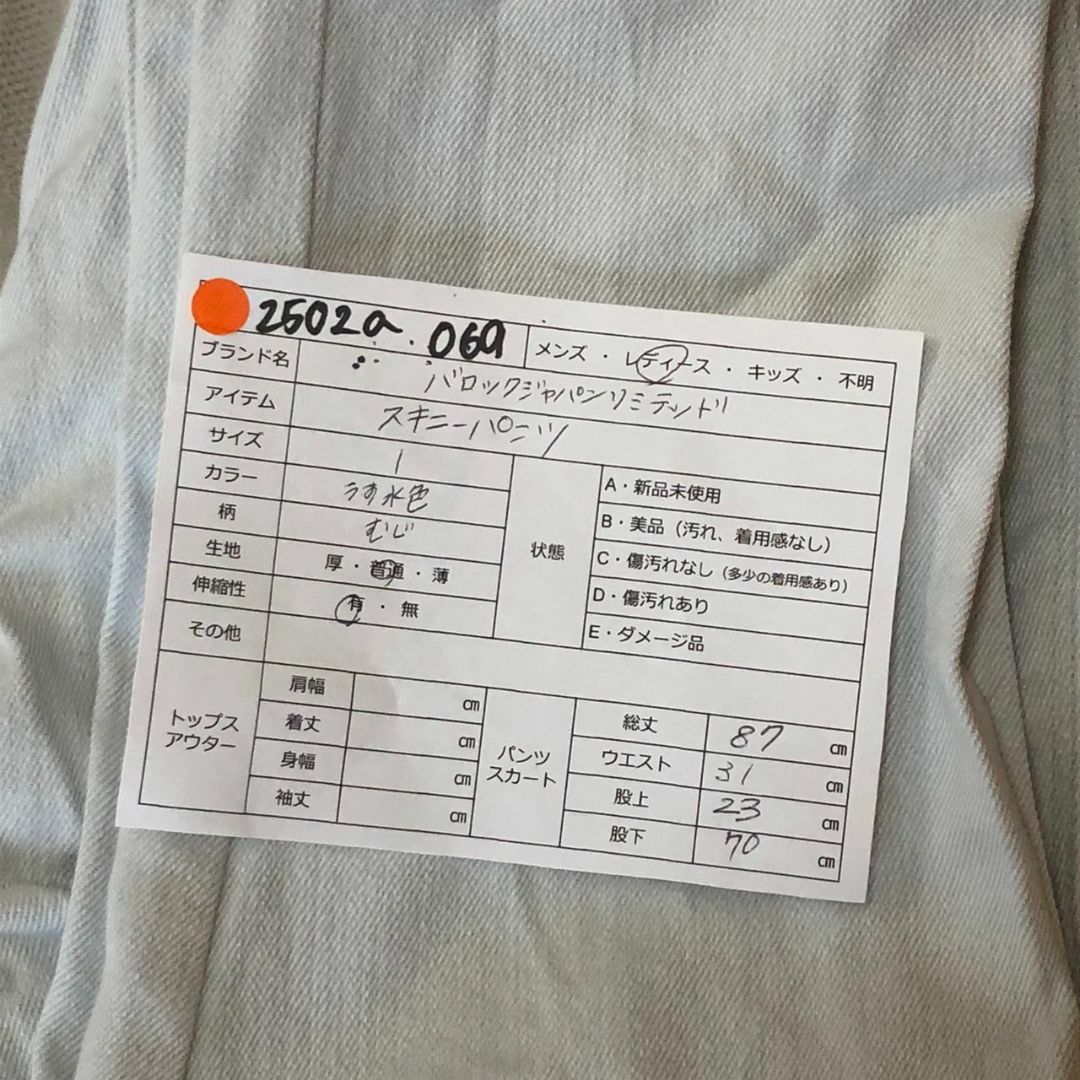 2502a 069
メンズ ・ レディース ・ キッズ ・ 不明
ブランド名 バロックジャパンリミテッド
アイテム スキニーパンツ
サイズ 1
カラー うす水色
柄 むじ
生地 厚・普通・薄
伸縮性 有・無
状態
A・新品未使用
B・美品（汚れ、着用感なし）
C・傷汚れなし（多少の着用感あり）
D・傷汚れあり
E・ダメージ品
その他
トップス
アウター
肩幅 ㎝
着丈 ㎝
身幅 ㎝
袖丈 ㎝
パンツ
スカート
総丈 87 ㎝
ウエスト 31 ㎝
股上 23 ㎝
股下 70 ㎝